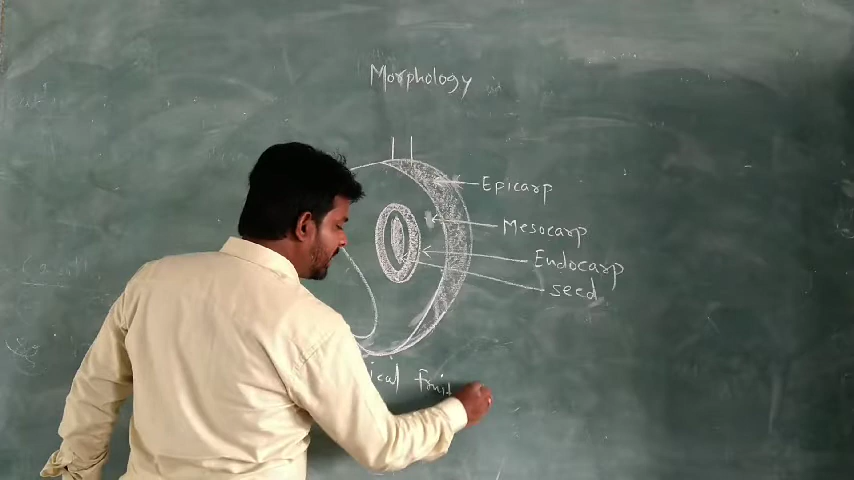 Morphology
Epicarp
Mesocarp
Endocarp
seed
ical fruit